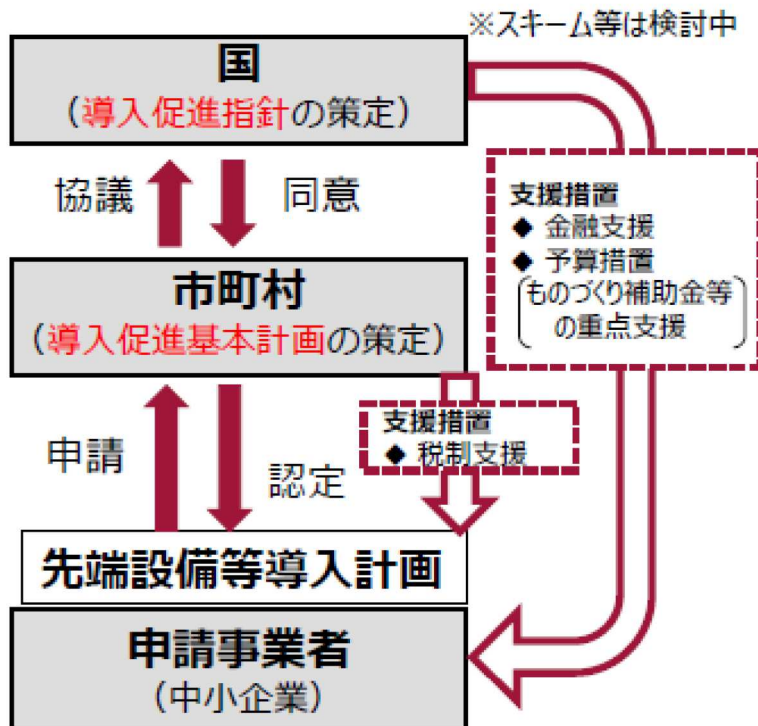 ※スキーム等は検討中
国
（導入促進指針の策定）
協議
同意
支援措置
◆ 金融支援
◆ 予算措置
ものづくり補助金等
の重点支援
市町村
（導入促進基本計画の策定）
支援措置
◆ 税制支援
申請
認定
先端設備等導入計画
申請事業者
（中小企業）